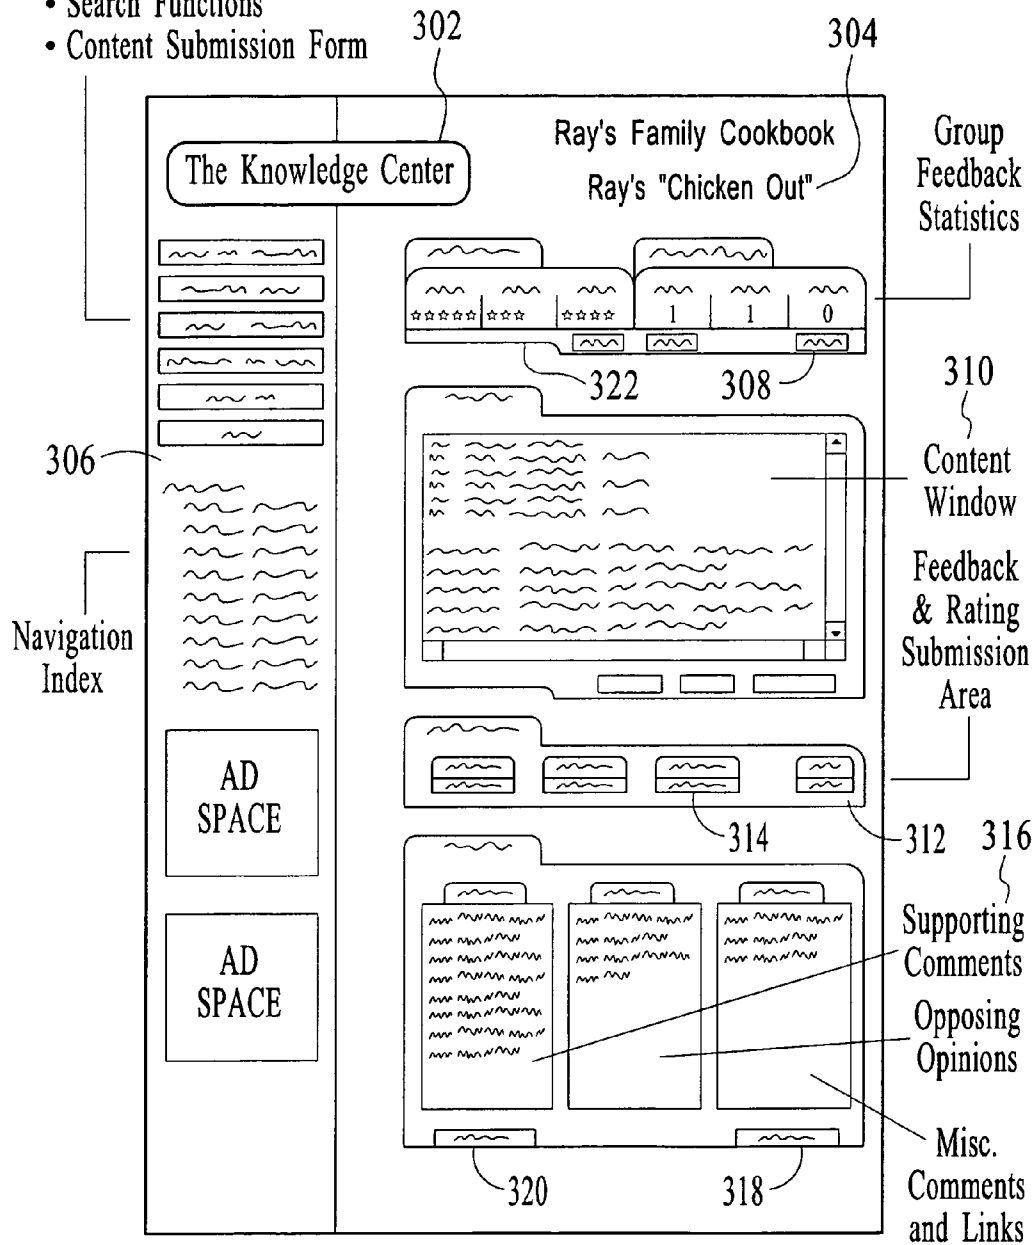 • Search Functions
• Content Submission Form
302
304
The Knowledge Center
Ray's Family Cookbook
Ray's "Chicken Out"
Group
Feedback
Statistics
☆☆☆☆☆ ☆☆☆ ☆☆☆☆ 1 1 0
322
308
310
Content
Window
306
Navigation
Index
Feedback
& Rating
Submission
Area
AD
SPACE
314
312
316
AD
SPACE
Supporting
Comments
Opposing
Opinions
Misc.
Comments
and Links
320
318